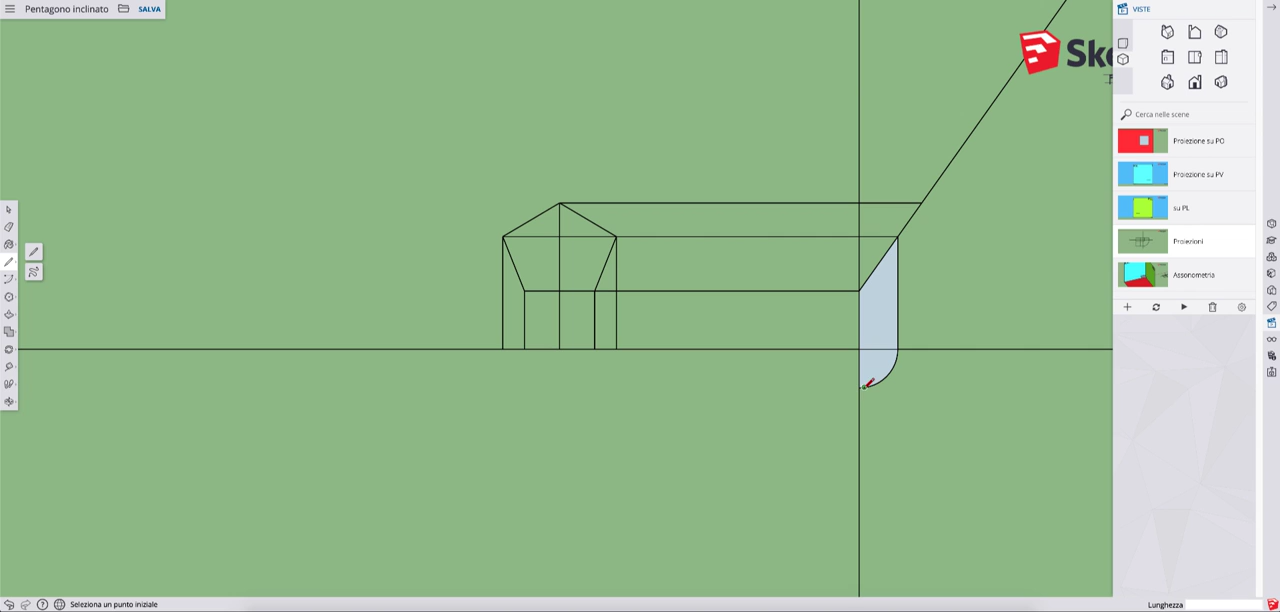 Pentagono inclinato
SALVA
Ske
VISTE
Cerca nelle scene
Proiezione su PO
Proiezione su PV
su PL
Proiezioni
Assonometria
Seleziona un punto iniziale
Lunghezza